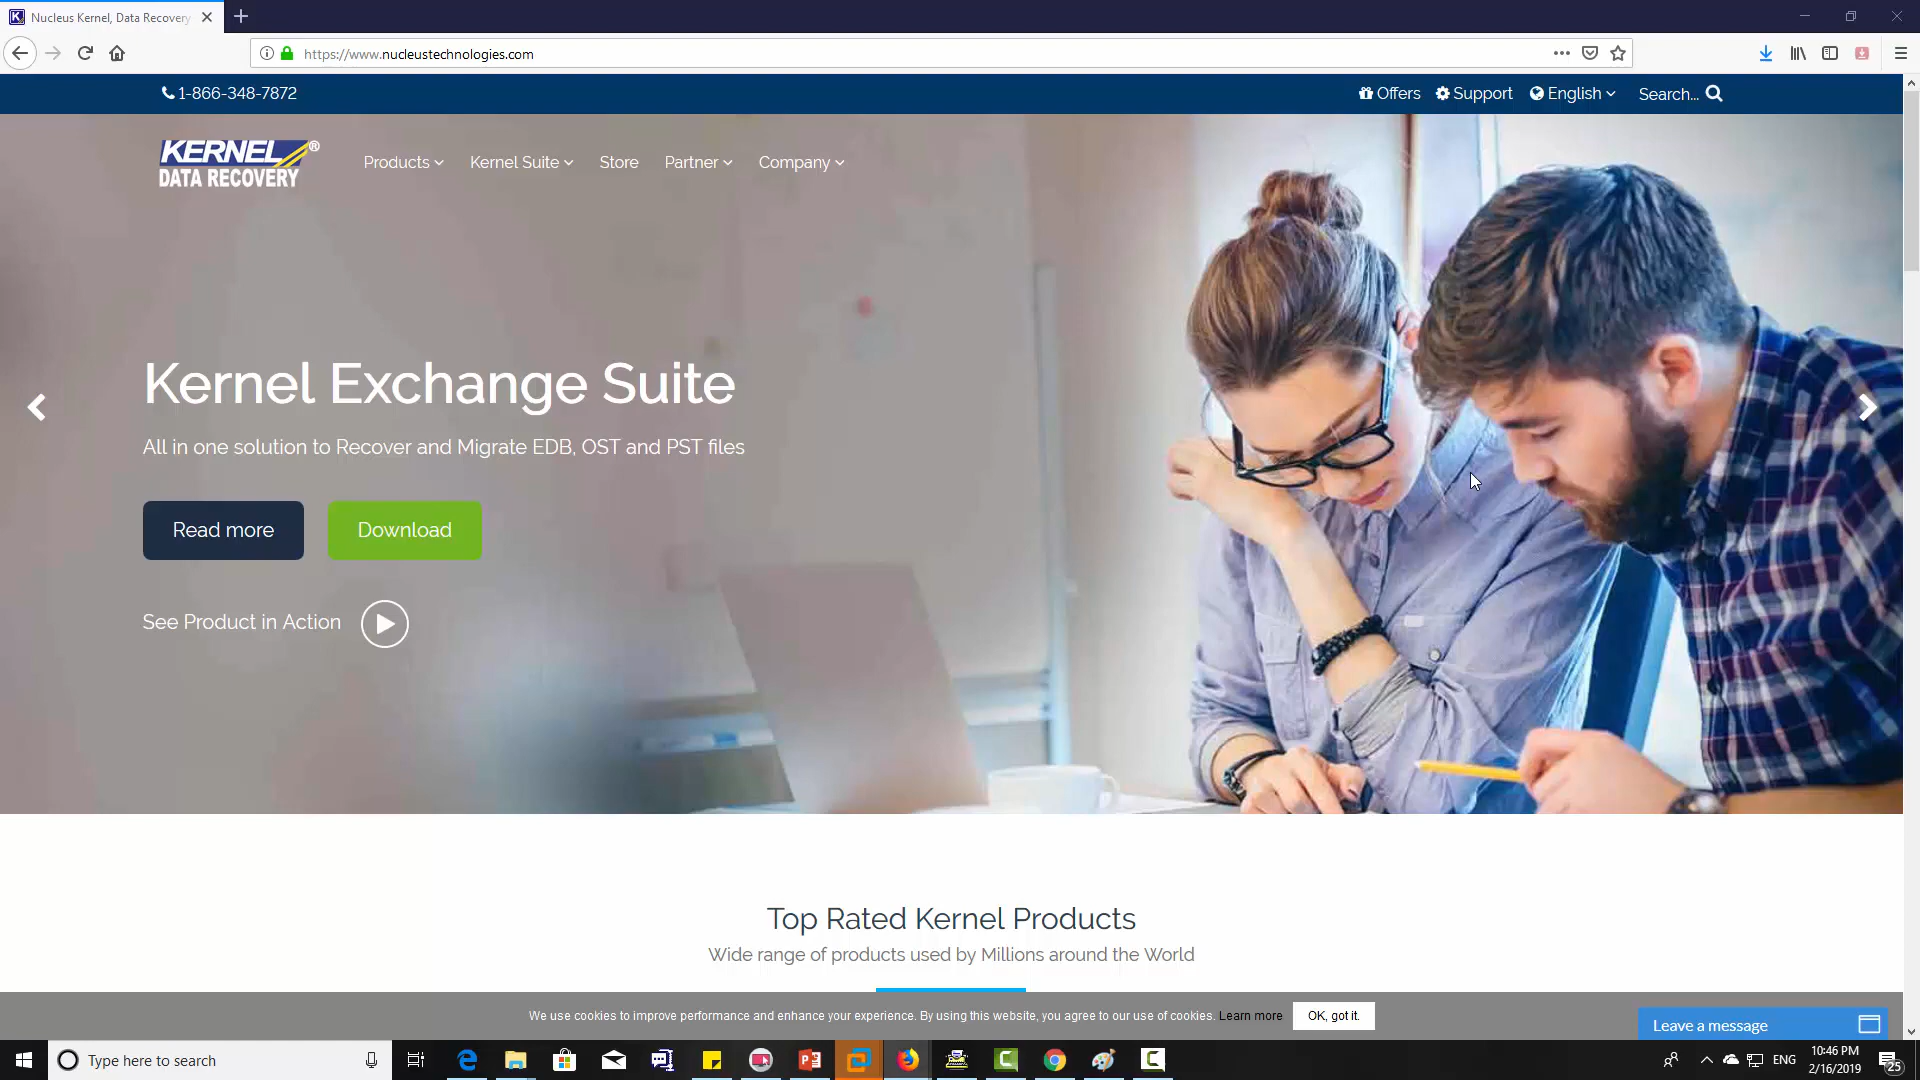 Nucleus Kernel, Data Recovery
https://www.nucleustechnologies.com
1-866-348-7872
Offers
Support
English
Search...
KERNEL®
DATA RECOVERY
Products
Kernel Suite
Store
Partner
Company
Kernel Exchange Suite
All in one solution to Recover and Migrate EDB, OST and PST files
Read more
Download
See Product in Action
Top Rated Kernel Products
Wide range of products used by Millions around the World
We use cookies to improve performance and enhance your experience. By using this website, you agree to our use of cookies. Learn more
OK, got it.
Leave a message
Type here to search
ENG
10:46 PM
2/16/2019
25